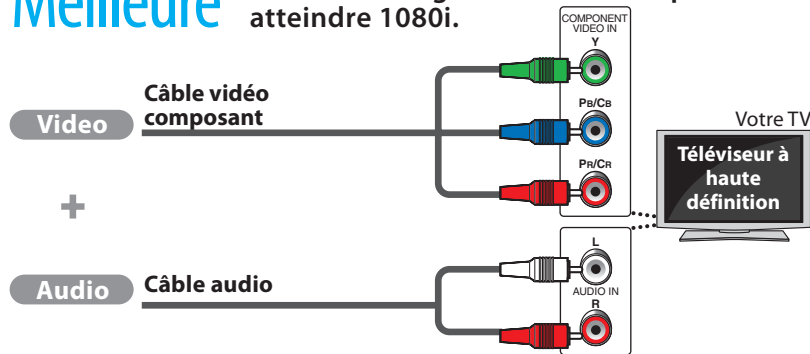 Meilleure
atteindre 1080i.
COMPONENT
VIDEO IN
Y
Câble vidéo
composant
Video
PB/CB
Votre TV
PR/CR
Téléviseur à
haute
définition
+
L
Audio
Câble audio
AUDIO IN
R